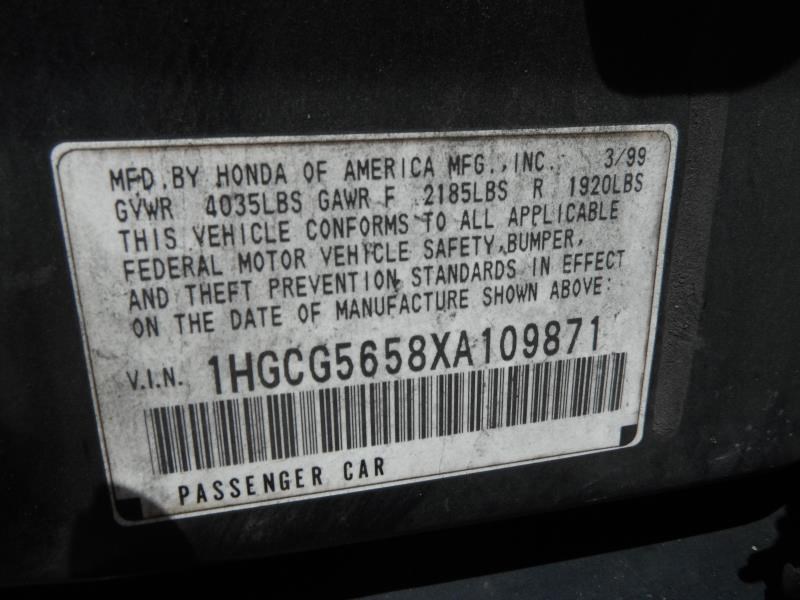 MFD. BY HONDA OF AMERICA MFG., INC. 3/99
GVWR 4035LBS GAWR F 2185LBS R 1920LBS
THIS VEHICLE CONFORMS TO ALL APPLICABLE
FEDERAL MOTOR VEHICLE SAFETY, BUMPER,
AND THEFT PREVENTION STANDARDS IN EFFECT
ON THE DATE OF MANUFACTURE SHOWN ABOVE:
V.I.N. 1HGCG5658XA109871
PASSENGER CAR